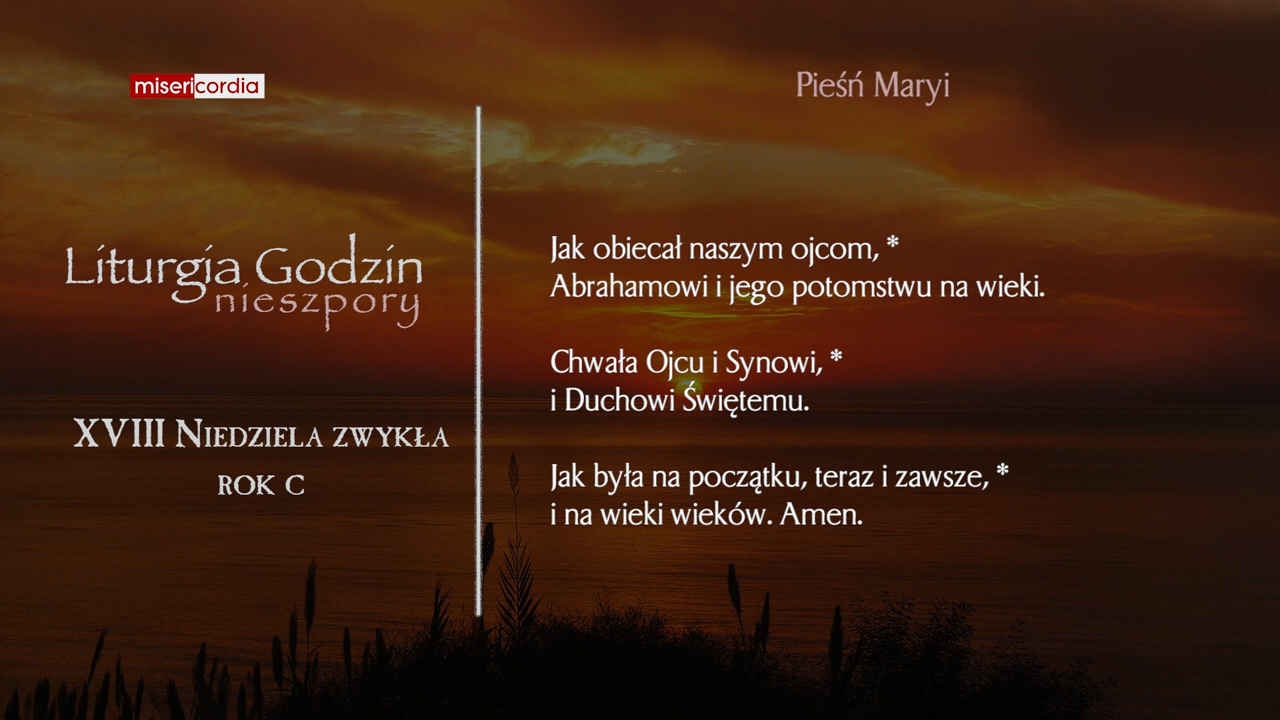 misericordia
Liturgia Godzin
nieszpory
XVIII Niedziela zwykła
rok C
Pieśń Maryi
Jak obiecał naszym ojcom, *
Abrahamowi i jego potomstwu na wieki.
Chwała Ojcu i Synowi, *
i Duchowi Świętemu.
Jak była na początku, teraz i zawsze, *
i na wieki wieków. Amen.